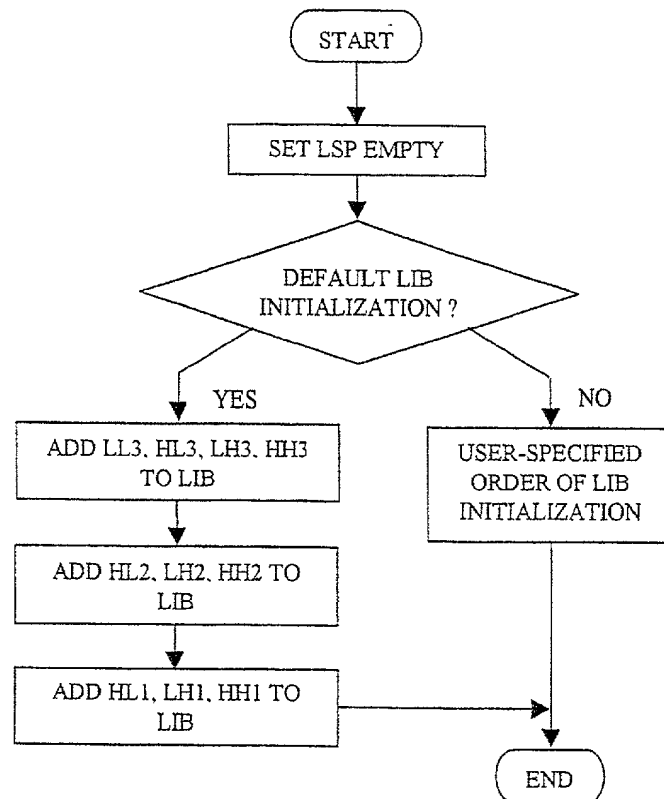 START
SET LSP EMPTY
DEFAULT LIB
INITIALIZATION ?
YES
NO
ADD LL3, HL3, LH3, HH3
TO LIB
USER-SPECIFIED
ORDER OF LIB
INITIALIZATION
ADD HL2, LH2, HH2 TO
LIB
ADD HL1, LH1, HH1 TO
LIB
END